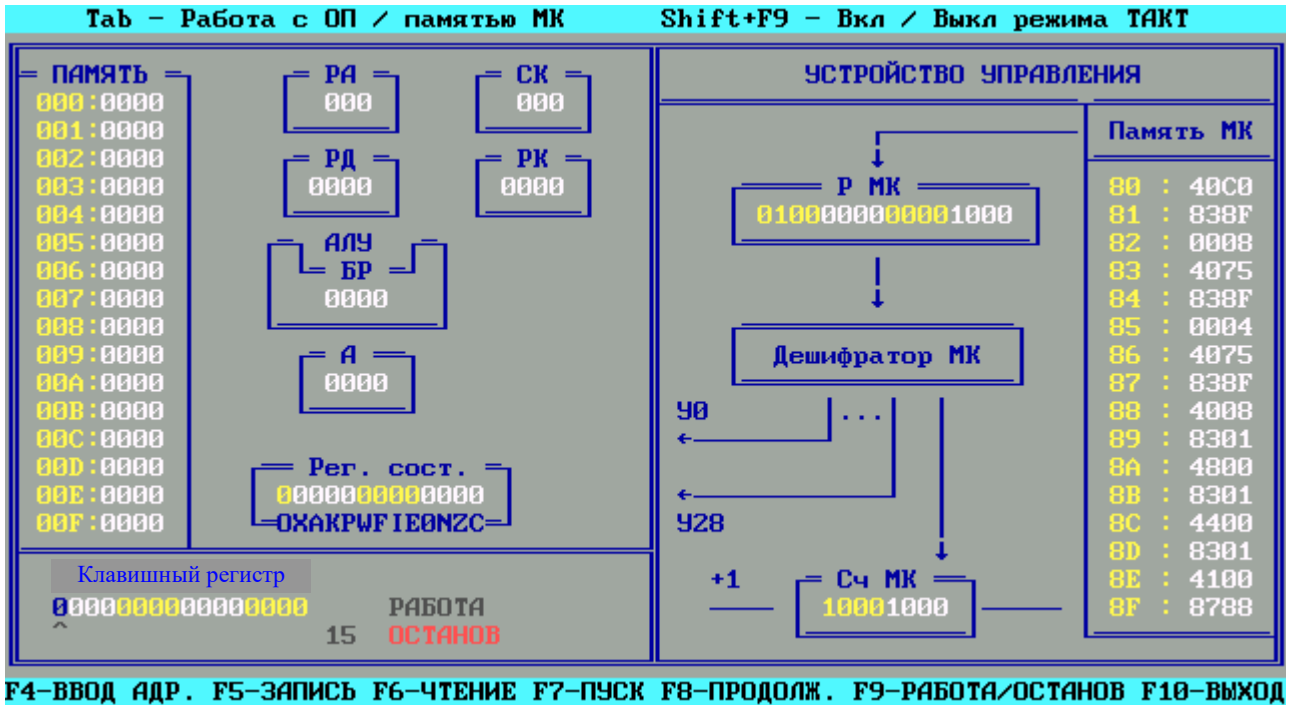 Tab - Работа с ОП / памятью МК Shift+F9 - Вкл / Выкл режима ТАКТ
ПАМЯТЬ
000:0000
001:0000
002:0000
003:0000
004:0000
005:0000
006:0000
007:0000
008:0000
009:0000
00A:0000
00B:0000
00C:0000
00D:0000
00E:0000
00F:0000
РА
000
СК
000
РД
0000
РК
0000
АЛУ
БР
0000
А
0000
Рег. сост.
0000000000000
OXAKPWFIE0NZC
Клавишный регистр
0000000000000000
^
15
РАБОТА
ОСТАНОВ
УСТРОЙСТВО УПРАВЛЕНИЯ
Р МК
0100000000001000
Дешифратор МК
У0
...
У28
+1
Сч МК
10001000
Память МК
80 : 40C0
81 : 838F
82 : 0008
83 : 4075
84 : 838F
85 : 0004
86 : 4075
87 : 838F
88 : 4008
89 : 8301
8A : 4800
8B : 8301
8C : 4400
8D : 8301
8E : 4100
8F : 8788
F4-ВВОД АДР. F5-ЗАПИСЬ F6-ЧТЕНИЕ F7-ПУСК F8-ПРОДОЛЖ. F9-РАБОТА/ОСТАНОВ F10-ВЫХОД